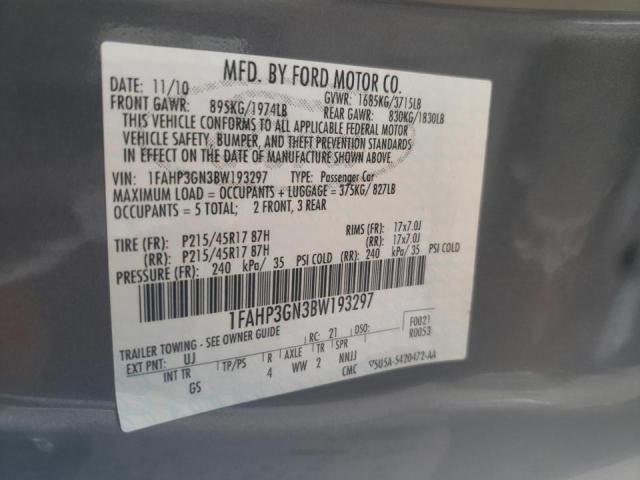 MFD. BY FORD MOTOR CO.
DATE: 11/10 GVWR: 1685KG/3715LB
FRONT GAWR: 895KG/1974LB REAR GAWR: 830KG/1830LB
THIS VEHICLE CONFORMS TO ALL APPLICABLE FEDERAL MOTOR
VEHICLE SAFETY, BUMPER, AND THEFT PREVENTION STANDARDS
IN EFFECT ON THE DATE OF MANUFACTURE SHOWN ABOVE.
VIN: 1FAHP3GN3BW193297 TYPE: Passenger Car
MAXIMUM LOAD = OCCUPANTS + LUGGAGE = 375KG/ 827LB
OCCUPANTS = 5 TOTAL; 2 FRONT, 3 REAR
TIRE (FR): P215/45R17 87H RIMS (FR): 17x7.0J
(RR): P215/45R17 87H (RR): 17x7.0J
PRESSURE (FR): 240 kPa/ 35 PSI COLD (RR): 240 kPa/ 35 PSI COLD
1FAHP3GN3BW193297
TRAILER TOWING - SEE OWNER GUIDE RC: 21 DSO: F0021
R0053
EXT PNT: UJ TP/PS R AXLE TR SPR
INT TR 4 WW 2 NNJJ
GS CMC 5U5A-5420472-AA